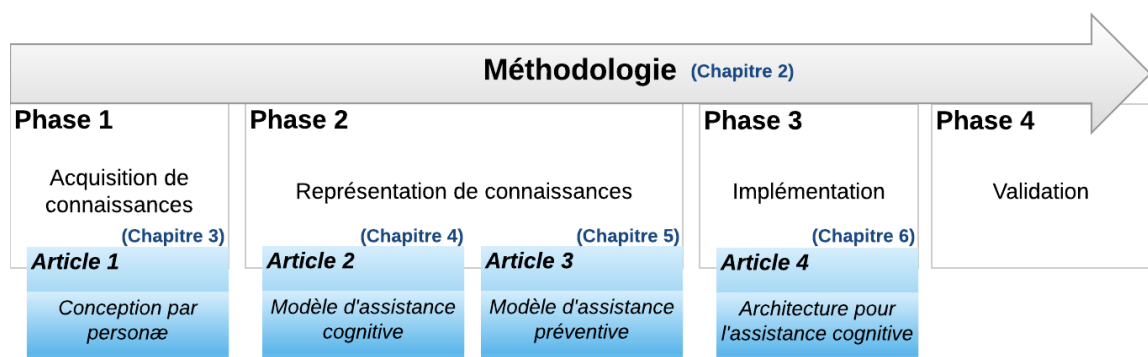 Méthodologie (Chapitre 2)
Phase 1
Acquisition de
connaissances
(Chapitre 3)
Article 1
Conception par
personæ
Phase 2
Représentation de connaissances
(Chapitre 4)
Article 2
Modèle d'assistance
cognitive
(Chapitre 5)
Article 3
Modèle d'assistance
préventive
Phase 3
Implémentation
(Chapitre 6)
Article 4
Architecture pour
l'assistance cognitive
Phase 4
Validation